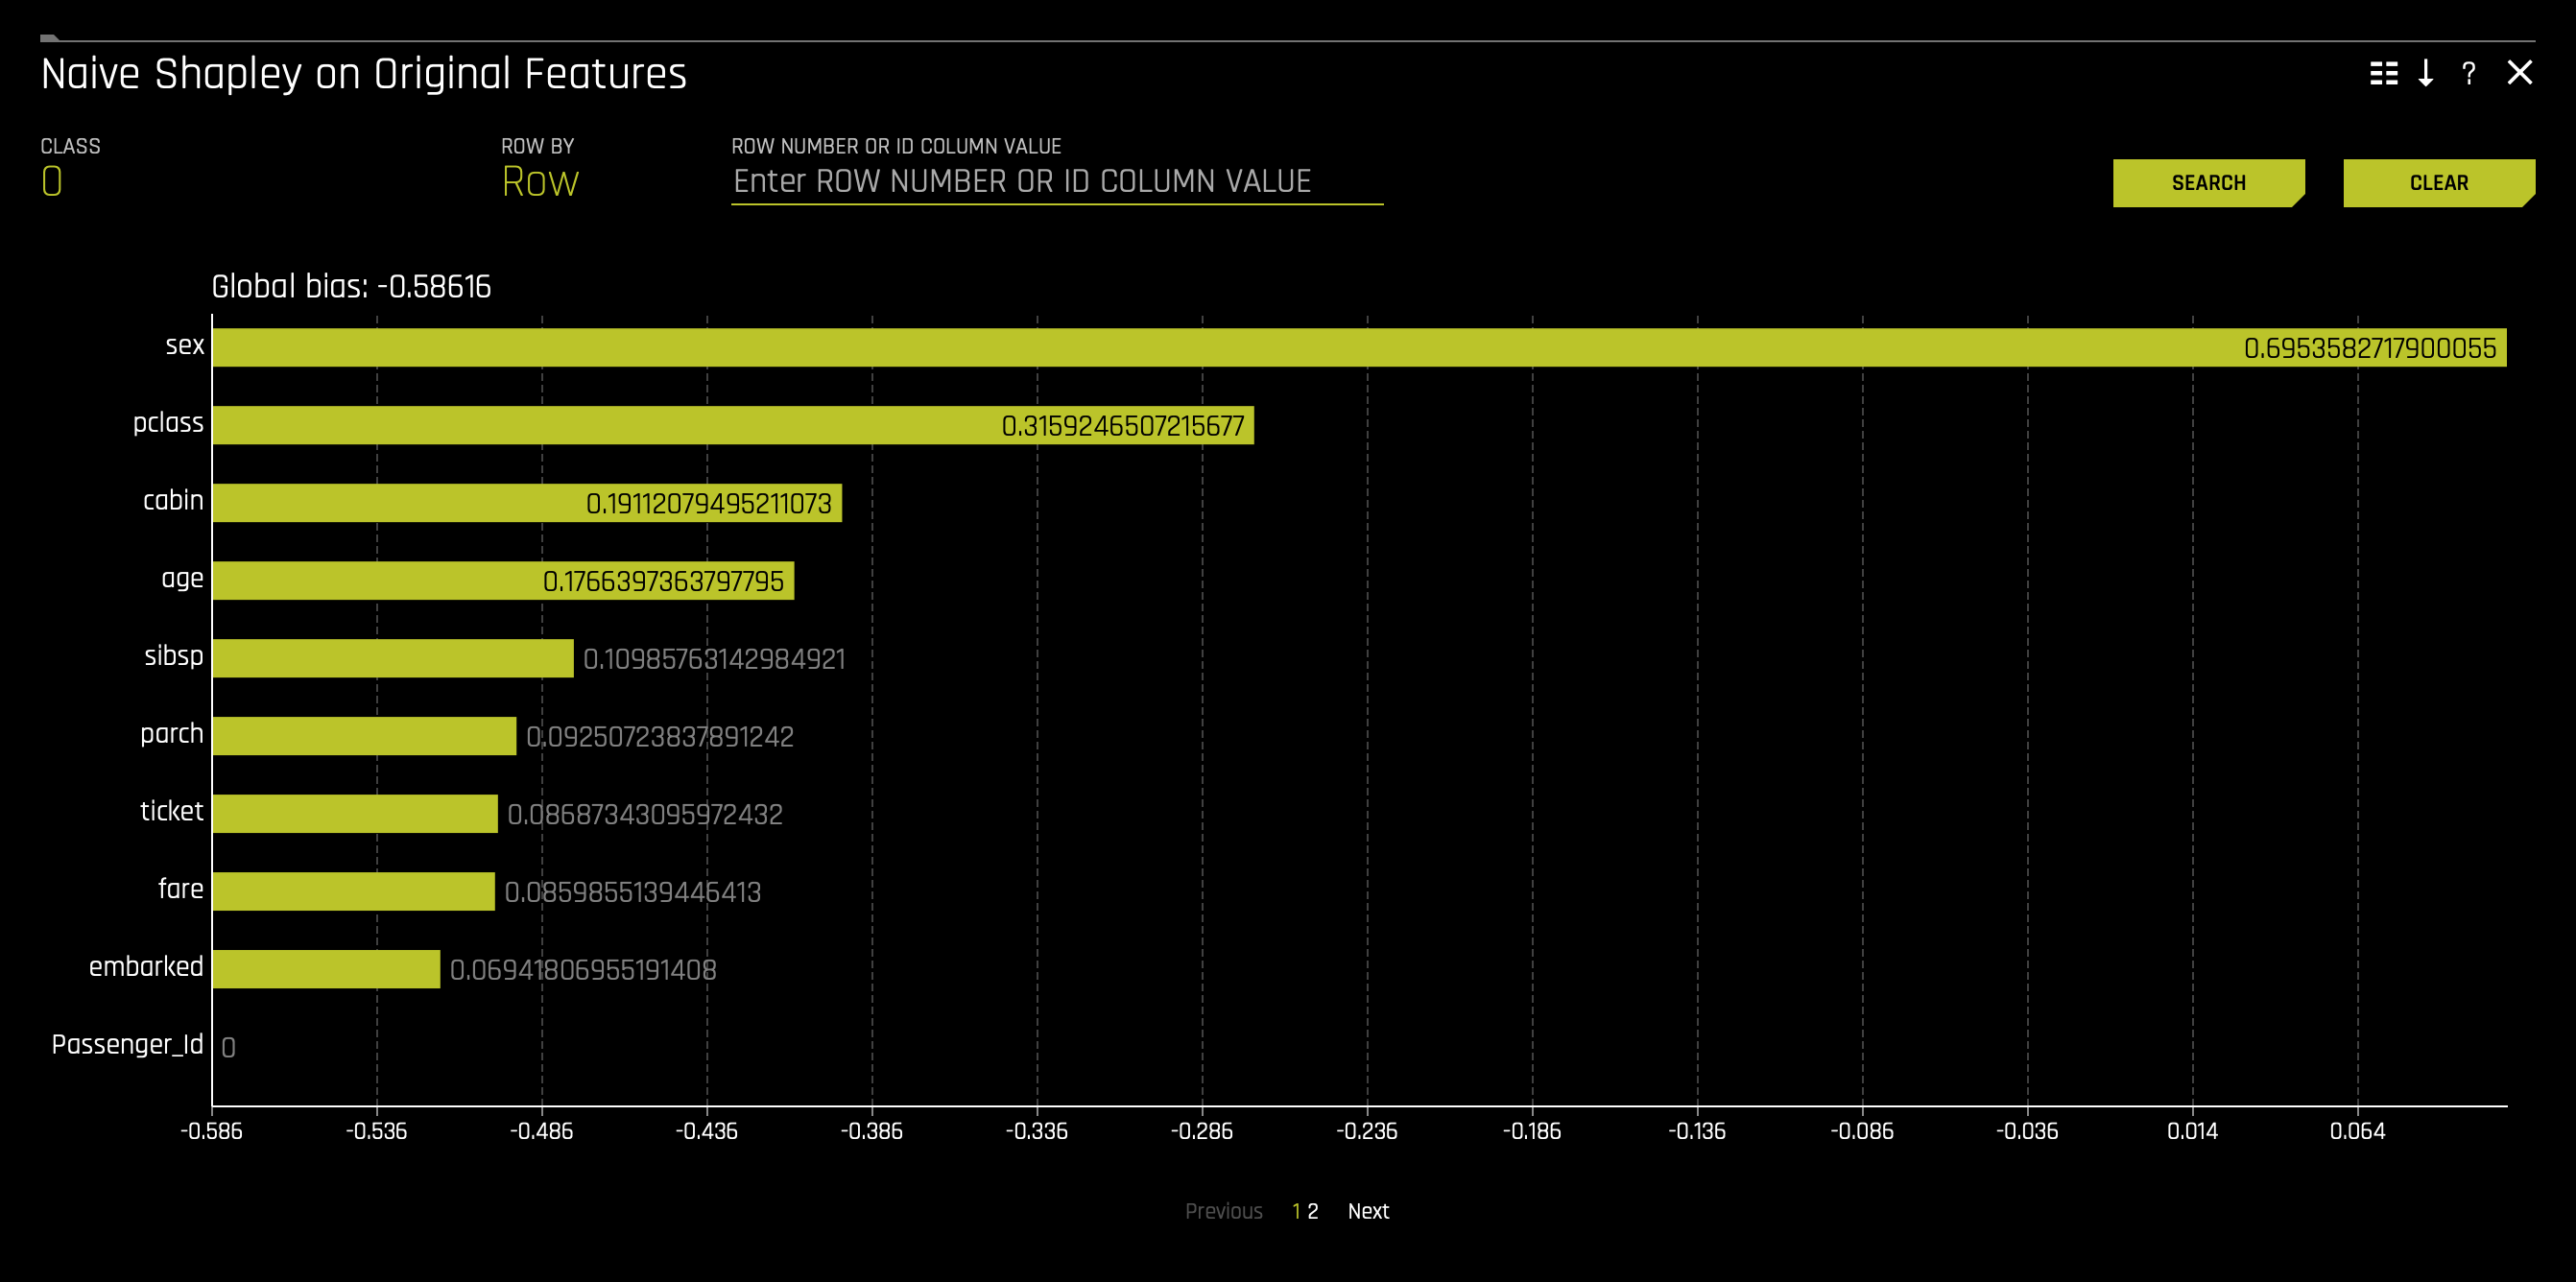 Naive Shapley on Original Features
?
CLASS
0
ROW BY
Row
ROW NUMBER OR ID COLUMN VALUE
Enter ROW NUMBER OR ID COLUMN VALUE
SEARCH
CLEAR
Global bias: -0.58616
sex 0.6953582717900055
pclass 0.3159246507215677
cabin 0.19112079495211073
age 0.1766397363797795
sibsp 0.10985763142984921
parch 0.09250723837891242
ticket 0.08687343095972432
fare 0.0859855139446413
embarked 0.06941806955191408
Passenger_Id 0
-0.586 -0.536 -0.486 -0.436 -0.386 -0.336 -0.286 -0.236 -0.186 -0.136 -0.086 -0.036 0.014 0.064
Previous 1 2 Next